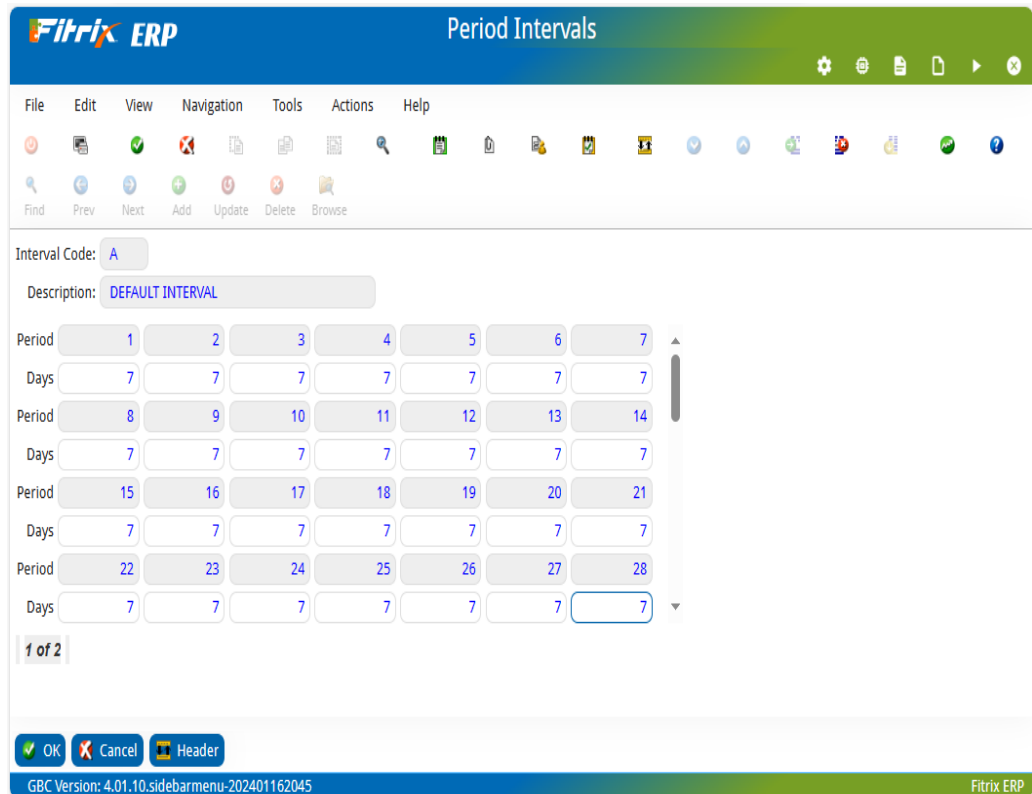 Fitrix ERP
Period Intervals
File Edit View Navigation Tools Actions Help
Find Prev Next Add Update Delete Browse
Interval Code: A
Description: DEFAULT INTERVAL
Period 1 2 3 4 5 6 7
Days 7 7 7 7 7 7 7
Period 8 9 10 11 12 13 14
Days 7 7 7 7 7 7 7
Period 15 16 17 18 19 20 21
Days 7 7 7 7 7 7 7
Period 22 23 24 25 26 27 28
Days 7 7 7 7 7 7 7
1 of 2
OK Cancel Header
GBC Version: 4.01.10.sidebarmenu-202401162045 Fitrix ERP